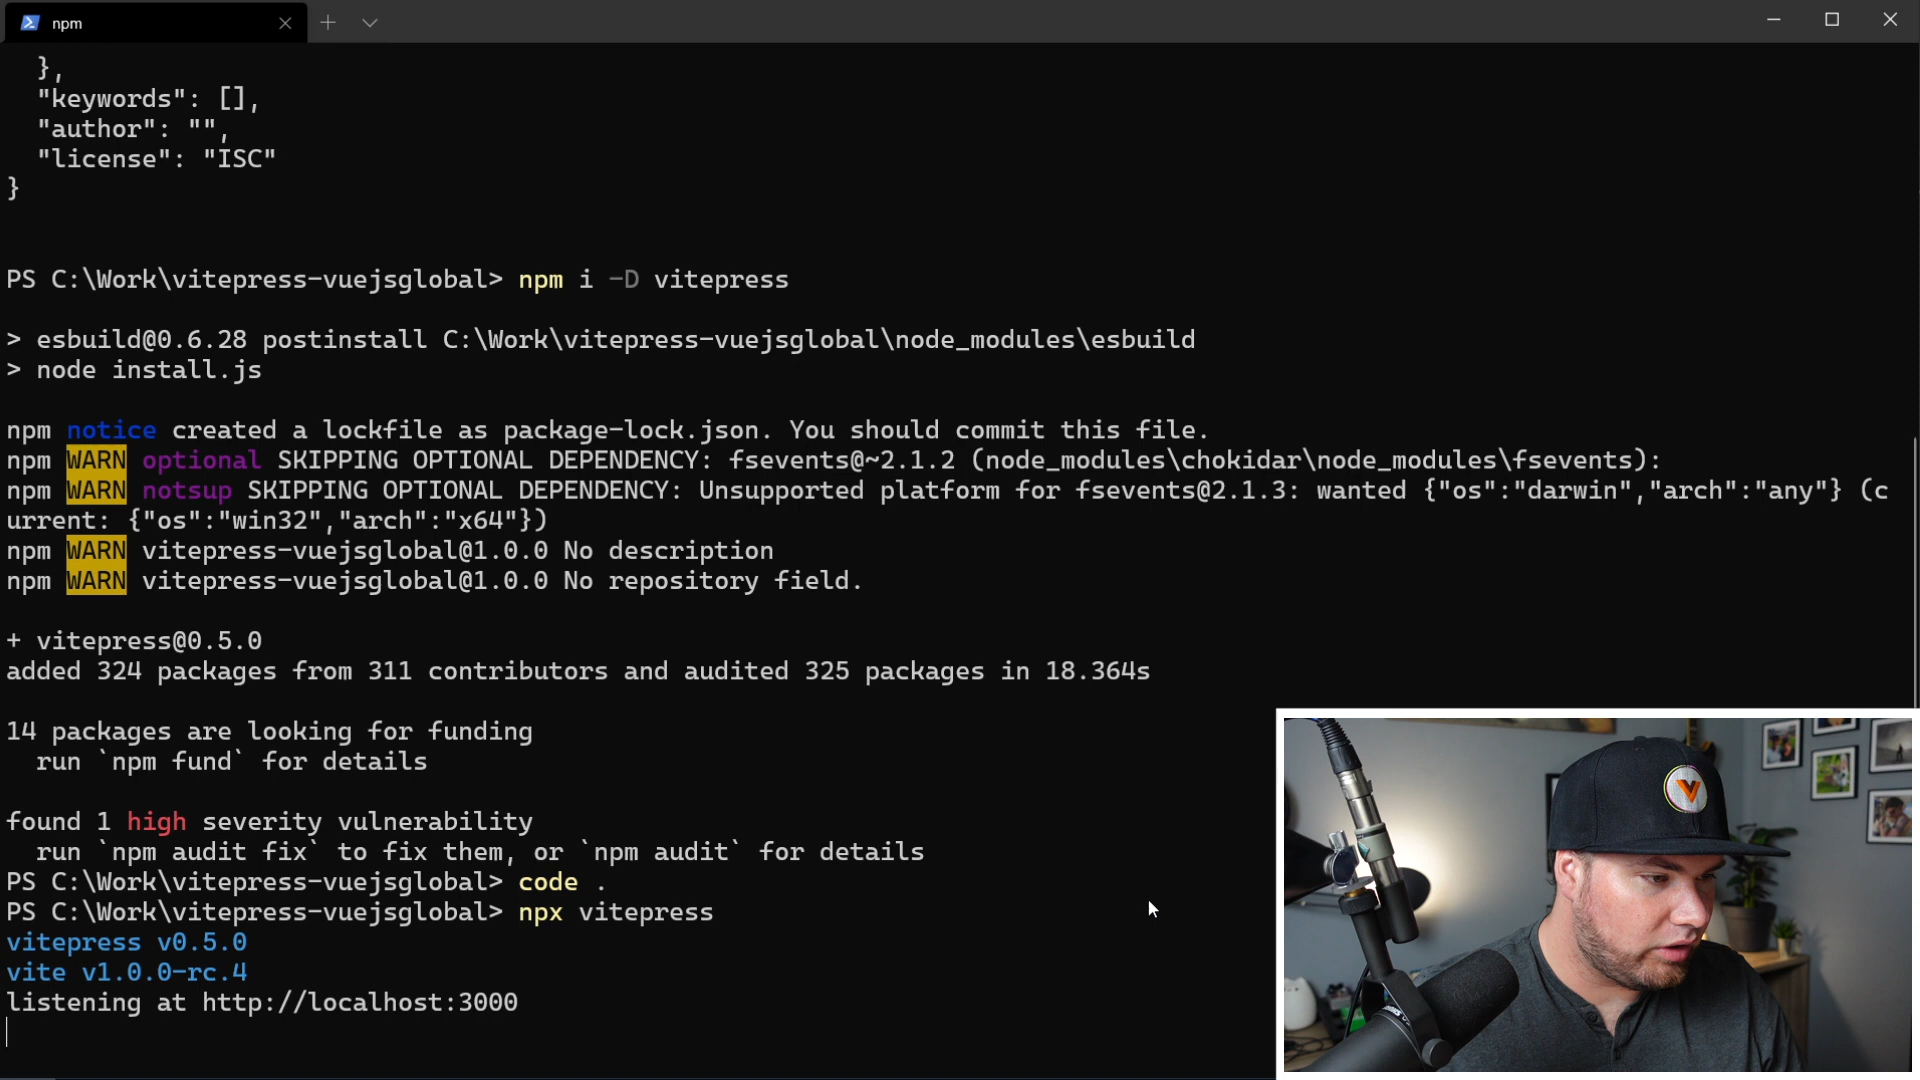 npm
},
"keywords": [],
"author": "",
"license": "ISC"
}
PS C:\Work\vitepress-vuejsglobal> npm i -D vitepress
> esbuild@0.6.28 postinstall C:\Work\vitepress-vuejsglobal\node_modules\esbuild
> node install.js
npm notice created a lockfile as package-lock.json. You should commit this file.
npm WARN optional SKIPPING OPTIONAL DEPENDENCY: fsevents@~2.1.2 (node_modules\chokidar\node_modules\fsevents):
npm WARN notsup SKIPPING OPTIONAL DEPENDENCY: Unsupported platform for fsevents@2.1.3: wanted {"os":"darwin","arch":"any"} (c
urrent: {"os":"win32","arch":"x64"})
npm WARN vitepress-vuejsglobal@1.0.0 No description
npm WARN vitepress-vuejsglobal@1.0.0 No repository field.
+ vitepress@0.5.0
added 324 packages from 311 contributors and audited 325 packages in 18.364s
14 packages are looking for funding
run `npm fund` for details
found 1 high severity vulnerability
run `npm audit fix` to fix them, or `npm audit` for details
PS C:\Work\vitepress-vuejsglobal> code .
PS C:\Work\vitepress-vuejsglobal> npx vitepress
vitepress v0.5.0
vite v1.0.0-rc.4
listening at http://localhost:3000